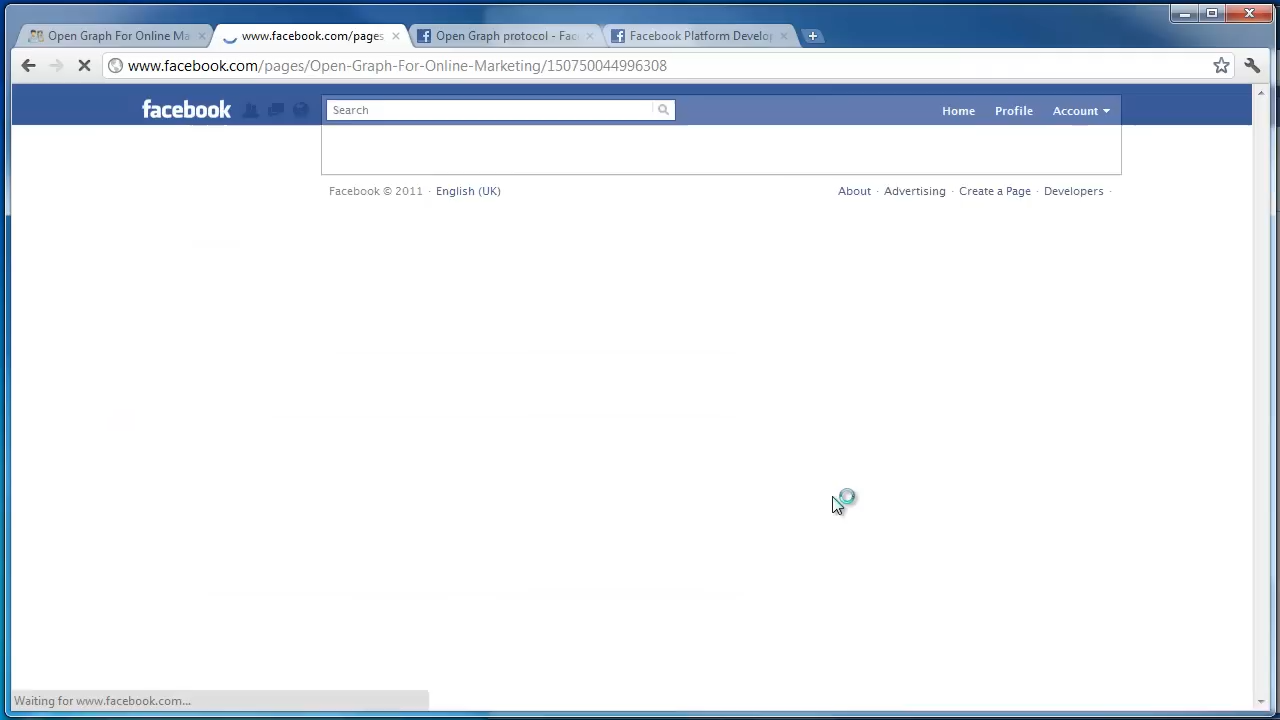 Open Graph For Online Ma
www.facebook.com/pages
Open Graph protocol - Fac
Facebook Platform Develop
www.facebook.com/pages/Open-Graph-For-Online-Marketing/150750044996308
facebook Search Home Profile Account
Facebook © 2011 · English (UK) About · Advertising · Create a Page · Developers ·
Waiting for www.facebook.com...